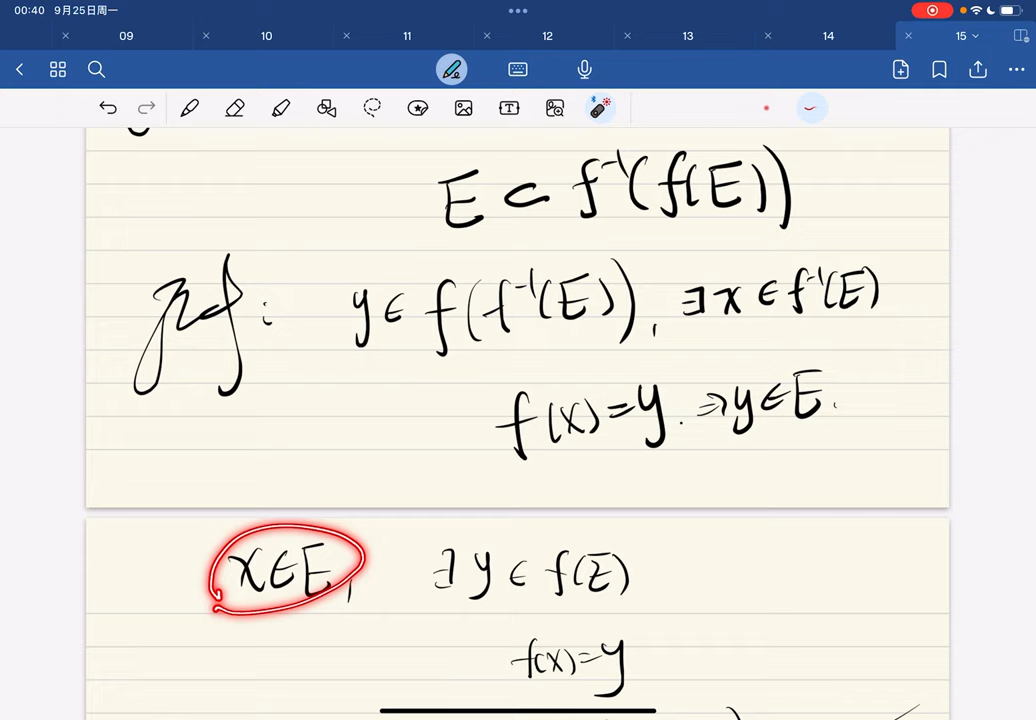 00:40 9月25日周一
09 10 11 12 13 14 15
E ⊂ f⁻¹(f(E))
pf: y ∈ f(f⁻¹(E)), ∃x ∈ f⁻¹(E)
f(x)=y. ⇒y∈E.
x∈E, ∃y ∈ f(E)
f(x)=y